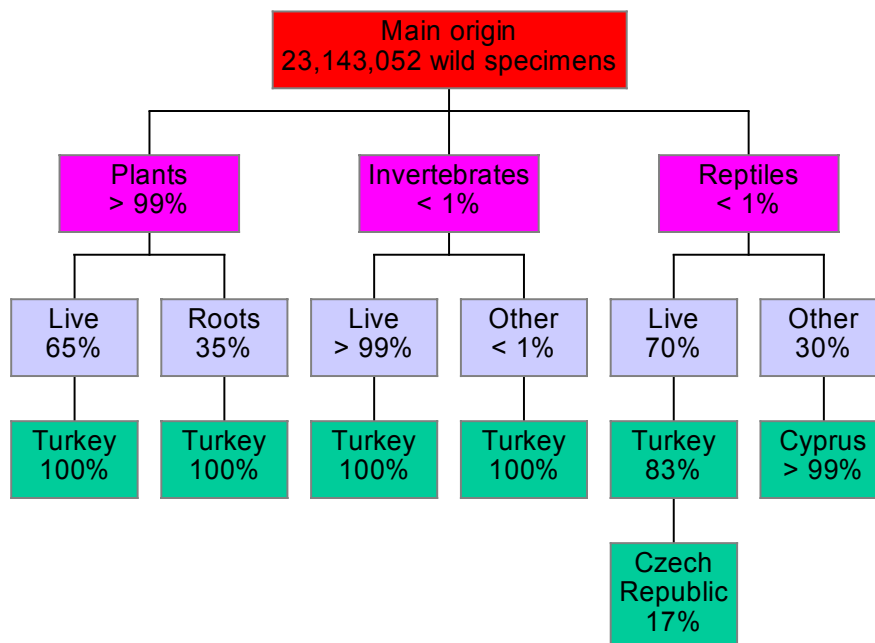 Main origin
23,143,052 wild specimens
Plants
> 99%
Invertebrates
< 1%
Reptiles
< 1%
Live
65%
Roots
35%
Live
> 99%
Other
< 1%
Live
70%
Other
30%
Turkey
100%
Turkey
100%
Turkey
100%
Turkey
100%
Turkey
83%
Cyprus
> 99%
Czech
Republic
17%